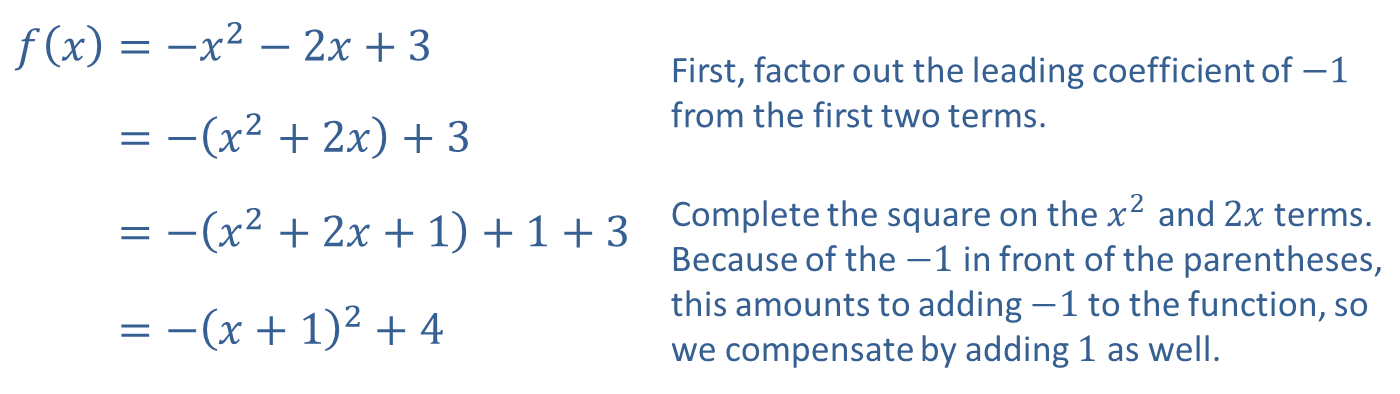 f(x) = −x² − 2x + 3
First, factor out the leading coefficient of −1
from the first two terms.
= −(x² + 2x) + 3
= −(x² + 2x + 1) + 1 + 3
Complete the square on the x² and 2x terms.
Because of the −1 in front of the parentheses,
this amounts to adding −1 to the function, so
we compensate by adding 1 as well.
= −(x + 1)² + 4